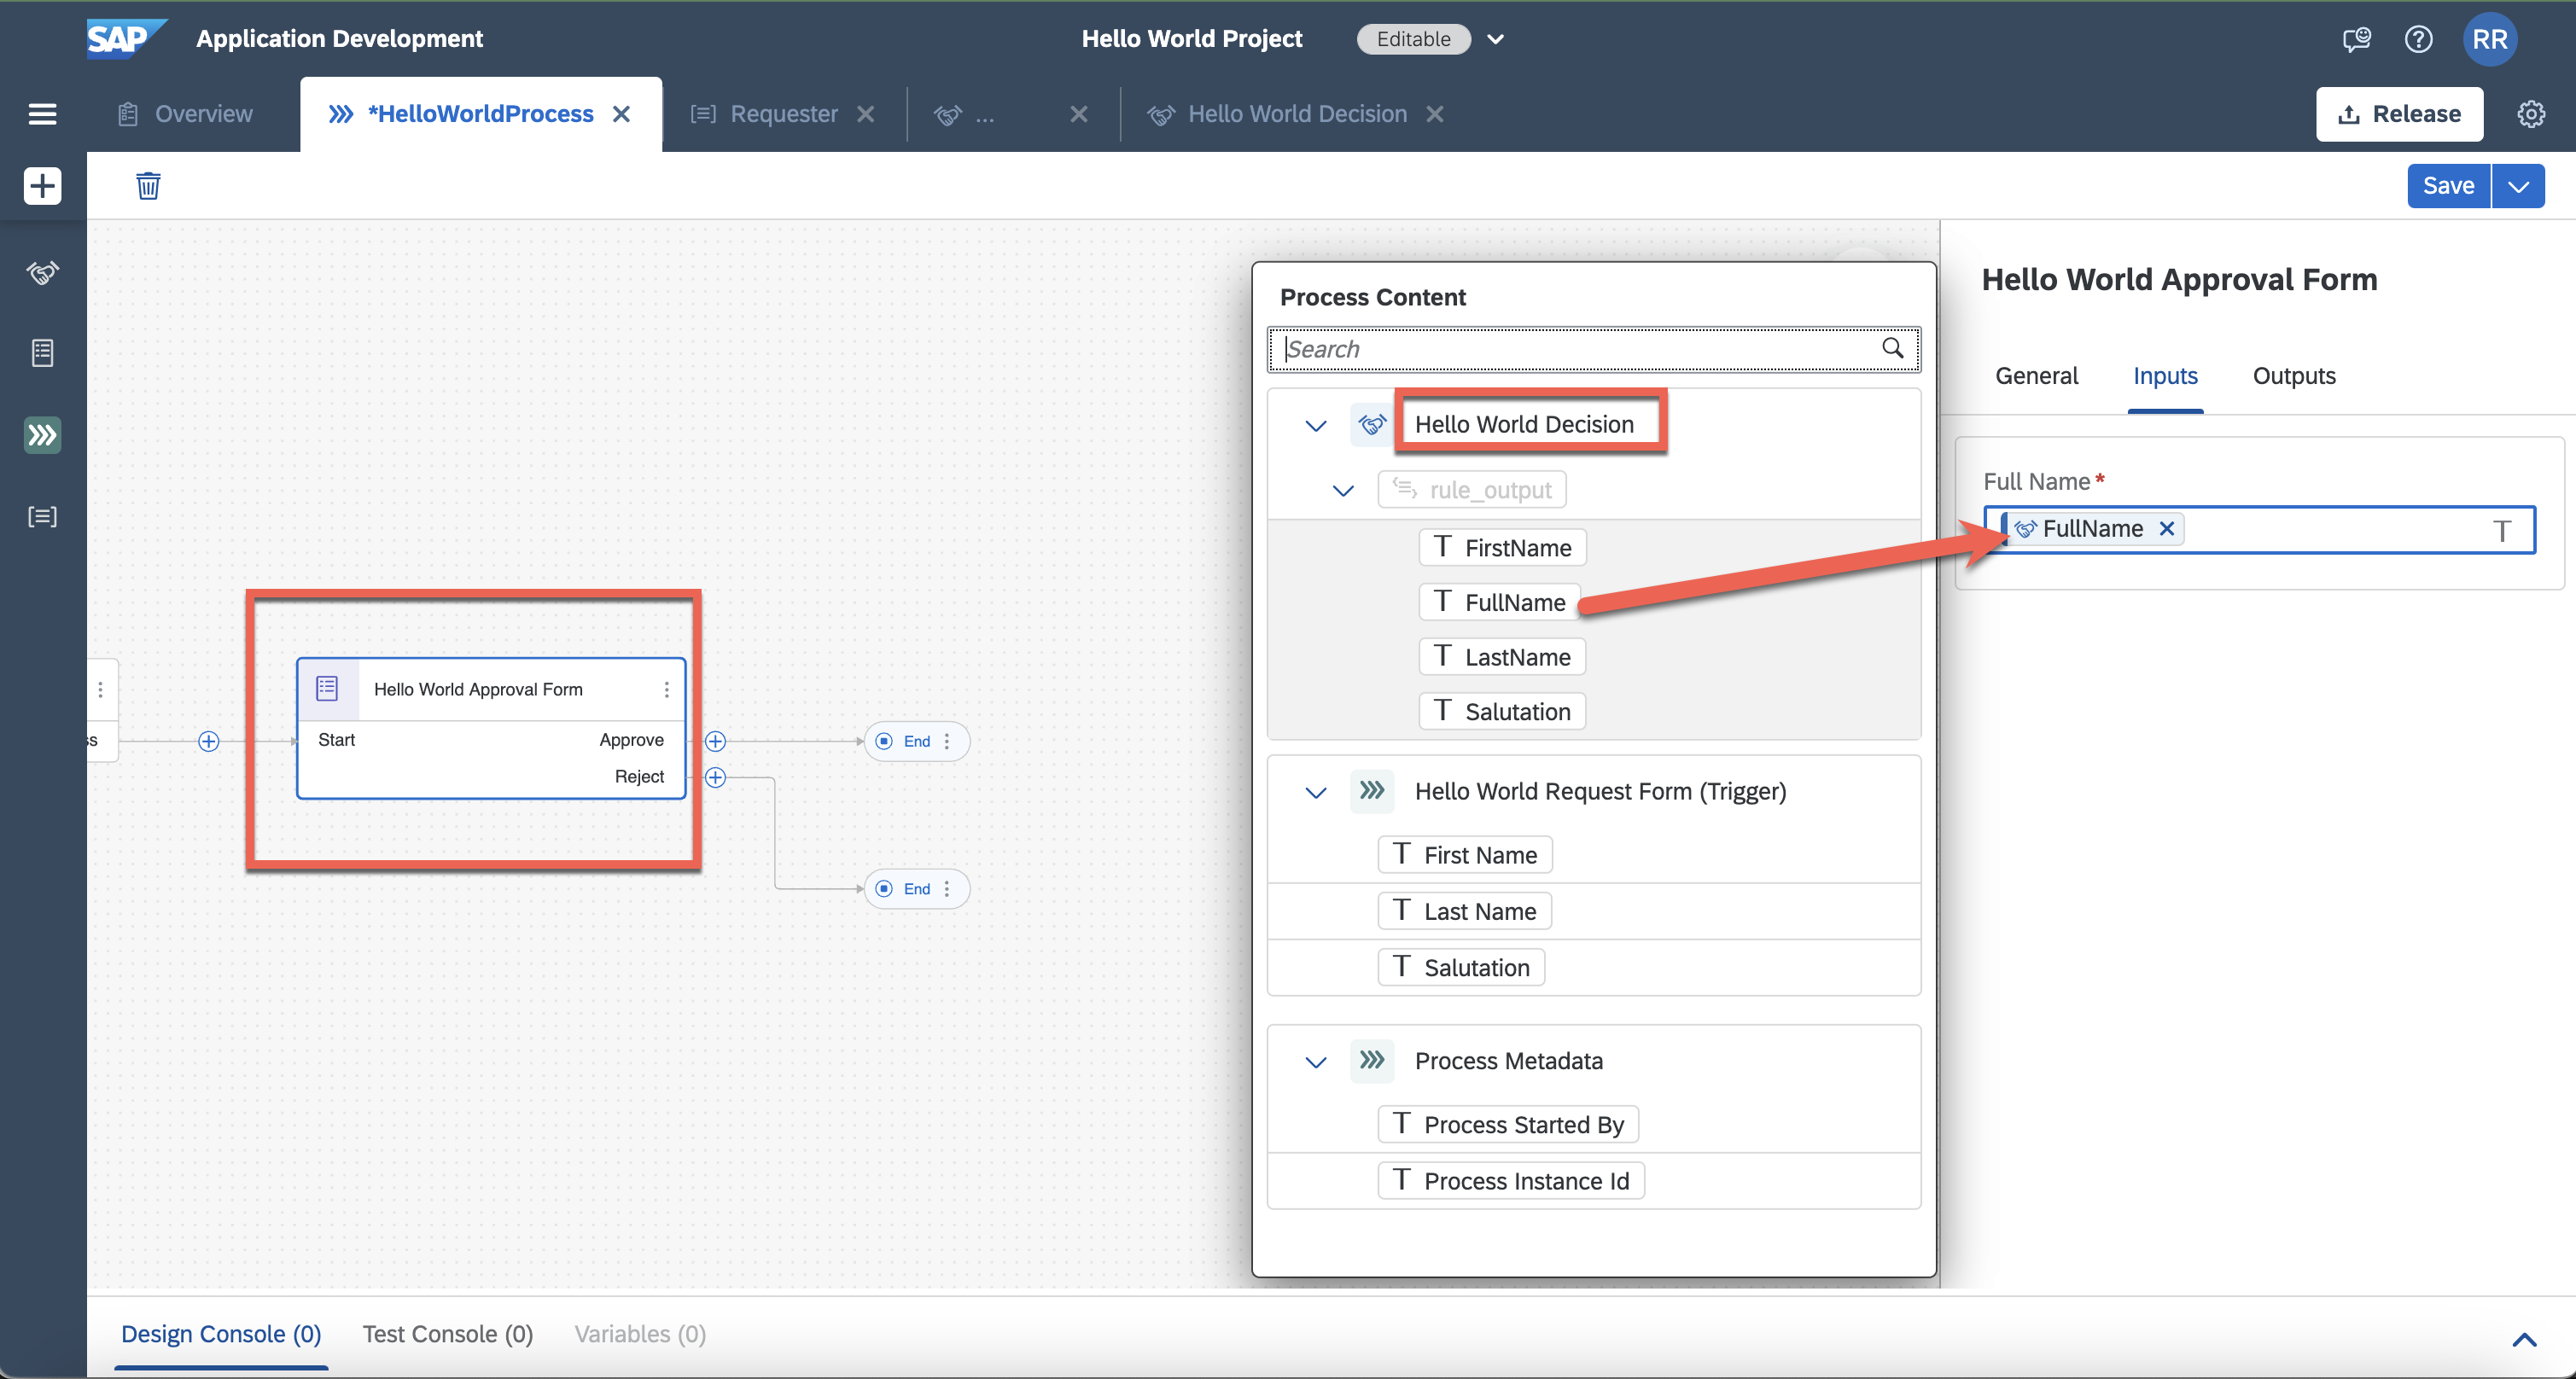 SAP Application Development Hello World Project Editable RR
Overview *HelloWorldProcess Requester ... Hello World Decision Release
Save
Process Content
Search
Hello World Decision
rule_output
FirstName
FullName
LastName
Salutation
Hello World Request Form (Trigger)
First Name
Last Name
Salutation
Process Metadata
Process Started By
Process Instance Id
Hello World Approval Form
General Inputs Outputs
Full Name*
FullName
Hello World Approval Form
ss
Start Approve
Reject
End
End
Design Console (0) Test Console (0) Variables (0)